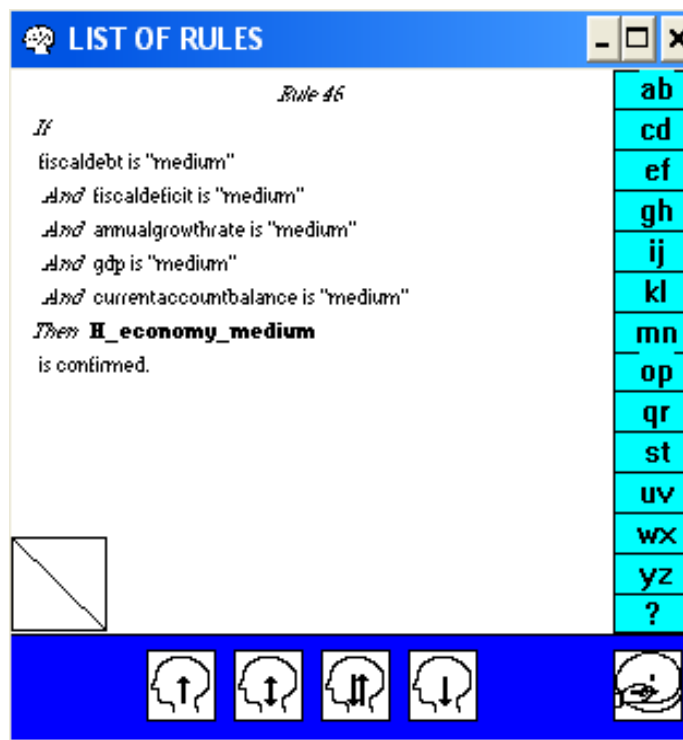 LIST OF RULES
Rule 46
If
fiscaldebt is "medium"
And fiscaldeficit is "medium"
And annualgrowthrate is "medium"
And gdp is "medium"
And currentaccountbalance is "medium"
Then H_economy_medium
is confirmed.
ab
cd
ef
gh
ij
kl
mn
op
qr
st
uv
wx
yz
?